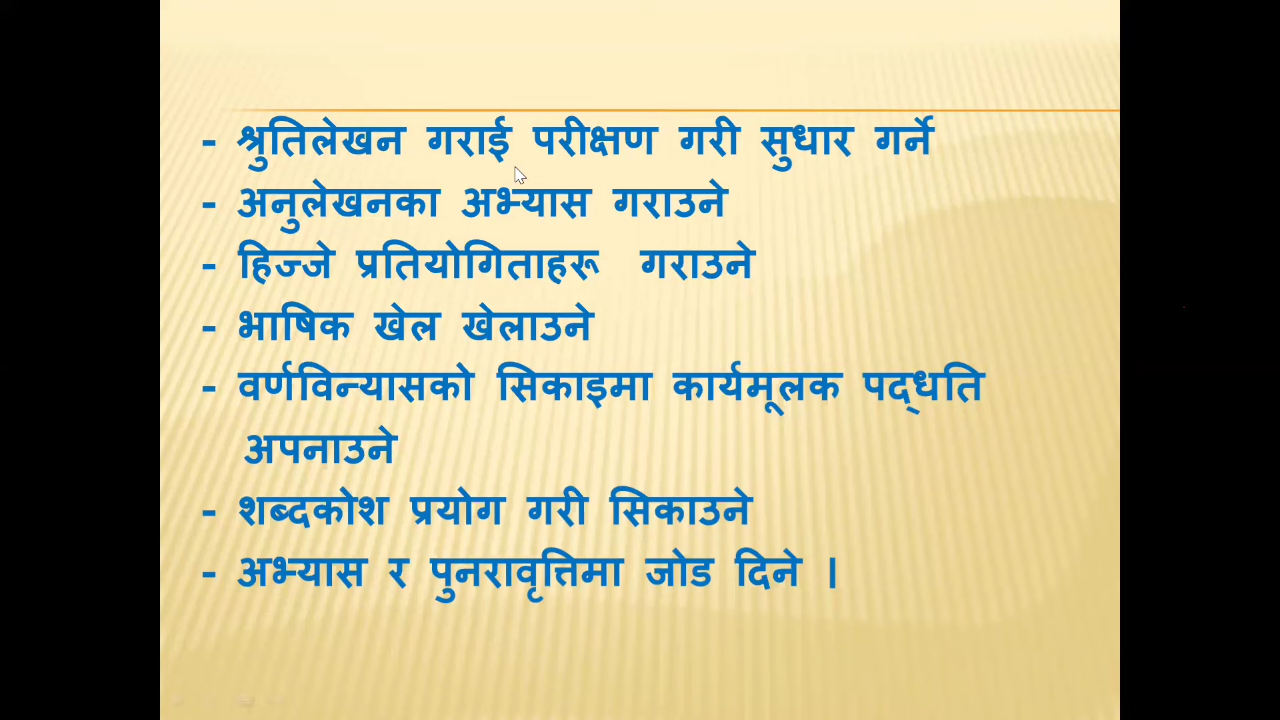 - श्रुतिलेखन गराई परीक्षण गरी सुधार गर्ने
- अनुलेखनका अभ्यास गराउने
- हिज्जे प्रतियोगिताहरू गराउने
- भाषिक खेल खेलाउने
- वर्णविन्यासको सिकाइमा कार्यमूलक पद्धति
अपनाउने
- शब्दकोश प्रयोग गरी सिकाउने
- अभ्यास र पुनरावृत्तिमा जोड दिने ।